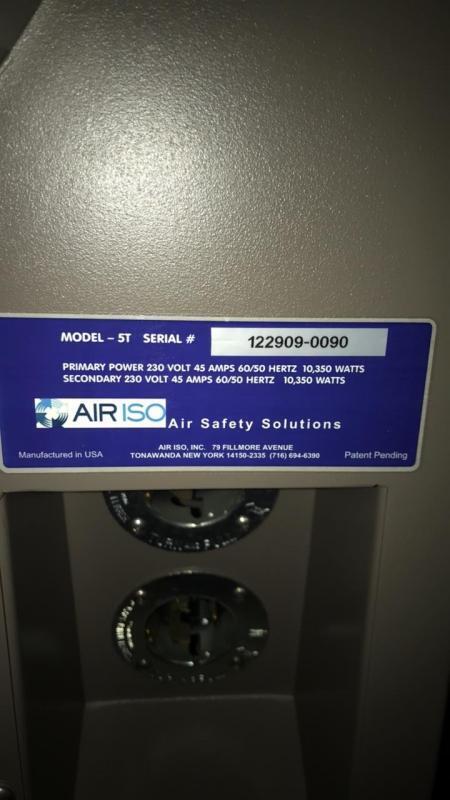 MODEL – 5T SERIAL # 122909-0090
PRIMARY POWER 230 VOLT 45 AMPS 60/50 HERTZ 10,350 WATTS
SECONDARY 230 VOLT 45 AMPS 60/50 HERTZ 10,350 WATTS
AIR ISO Air Safety Solutions
AIR ISO, INC. 79 FILLMORE AVENUE
Manufactured in USA TONAWANDA NEW YORK 14150-2335 (716) 694-6390 Patent Pending